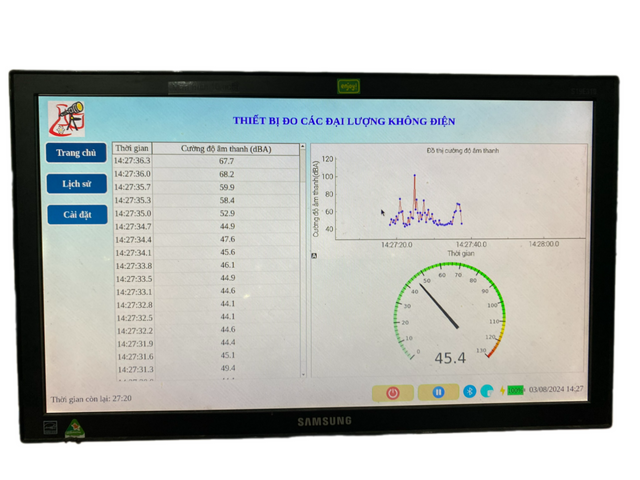 enjoy!
THIẾT BỊ ĐO CÁC ĐẠI LƯỢNG KHÔNG ĐIỆN
Trang chủ
Lịch sử
Cài đặt
Thời gian Cường độ âm thanh (dBA)
14:27:36.3 67.7
14:27:36.0 68.2
14:27:35.7 59.9
14:27:35.3 58.4
14:27:35.0 52.9
14:27:34.7 44.9
14:27:34.4 47.6
14:27:34.1 45.6
14:27:33.8 46.1
14:27:33.5 44.9
14:27:33.1 44.6
14:27:32.8 44.1
14:27:32.5 44.1
14:27:32.2 44.6
14:27:31.9 44.4
14:27:31.6 45.1
14:27:31.3 49.4
Đồ thị cường độ âm thanh
Cường độ âm thanh(dBA)
120
100
80
60
40
14:27:20.0 14:27:40.0 14:28:00.0
Thời gian
A
0 10 20 30 40 50 60 70 80 90 100 110 120 130
45.4
Thời gian còn lại: 27:20
100%
03/08/2024 14:27
SAMSUNG